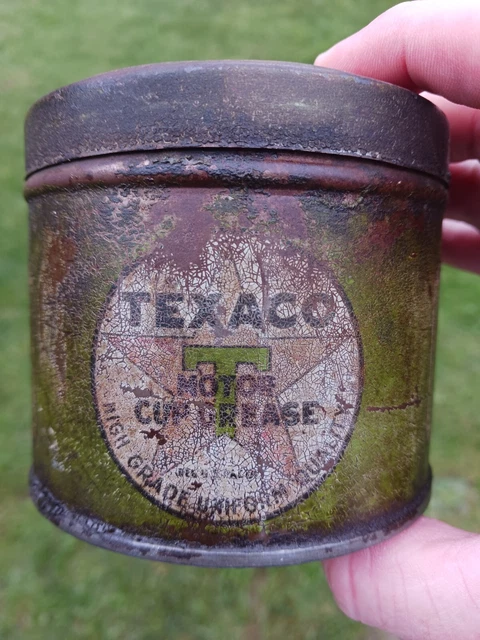 TEXACO
T
MOTOR
CUP GREASE
HIGH GRADE UNIFORM QUALITY